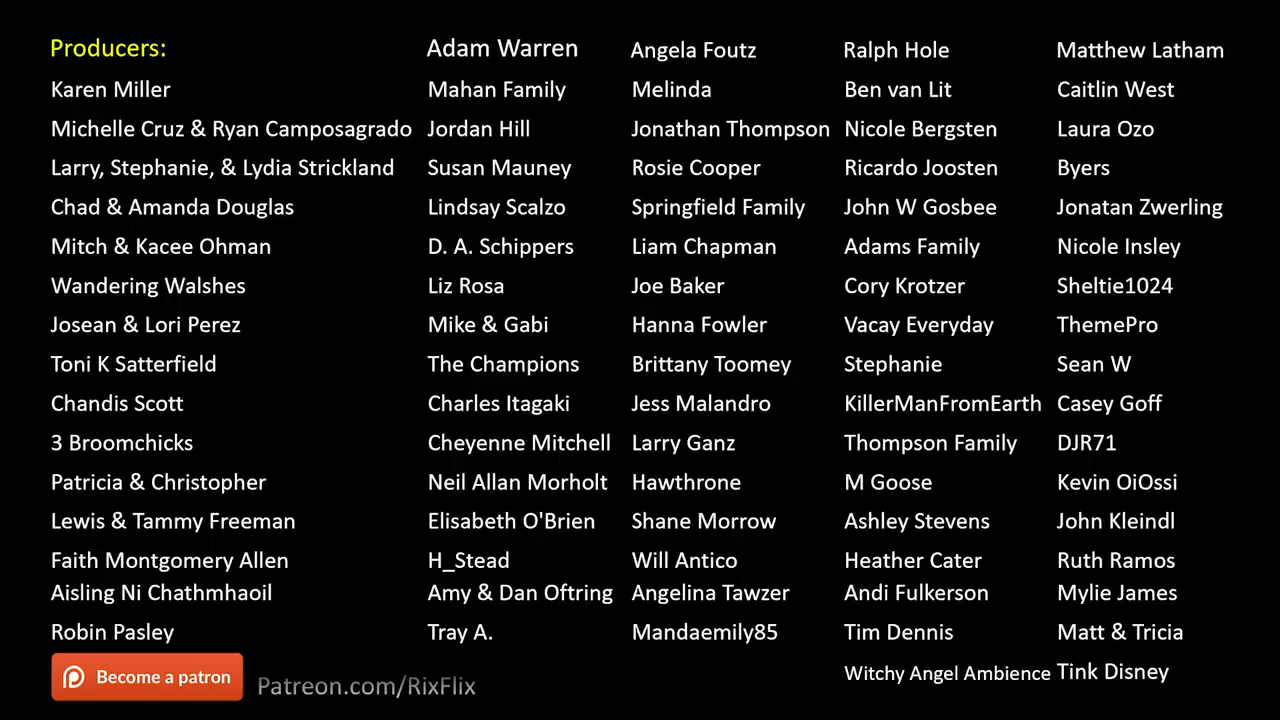 Producers:
Karen Miller
Michelle Cruz & Ryan Camposagrado
Larry, Stephanie, & Lydia Strickland
Chad & Amanda Douglas
Mitch & Kacee Ohman
Wandering Walshes
Josean & Lori Perez
Toni K Satterfield
Chandis Scott
3 Broomchicks
Patricia & Christopher
Lewis & Tammy Freeman
Faith Montgomery Allen
Aisling Ni Chathmhaoil
Robin Pasley
Become a patron
Patreon.com/RixFlix
Adam Warren
Mahan Family
Jordan Hill
Susan Mauney
Lindsay Scalzo
D. A. Schippers
Liz Rosa
Mike & Gabi
The Champions
Charles Itagaki
Cheyenne Mitchell
Neil Allan Morholt
Elisabeth O'Brien
H_Stead
Amy & Dan Oftring
Tray A.
Angela Foutz
Melinda
Jonathan Thompson
Rosie Cooper
Springfield Family
Liam Chapman
Joe Baker
Hanna Fowler
Brittany Toomey
Jess Malandro
Larry Ganz
Hawthrone
Shane Morrow
Will Antico
Angelina Tawzer
Mandaemily85
Ralph Hole
Ben van Lit
Nicole Bergsten
Ricardo Joosten
John W Gosbee
Adams Family
Cory Krotzer
Vacay Everyday
Stephanie
KillerManFromEarth
Thompson Family
M Goose
Ashley Stevens
Heather Cater
Andi Fulkerson
Tim Dennis
Witchy Angel Ambience
Matthew Latham
Caitlin West
Laura Ozo
Byers
Jonatan Zwerling
Nicole Insley
Sheltie1024
ThemePro
Sean W
Casey Goff
DJR71
Kevin OiOssi
John Kleindl
Ruth Ramos
Mylie James
Matt & Tricia
Tink Disney